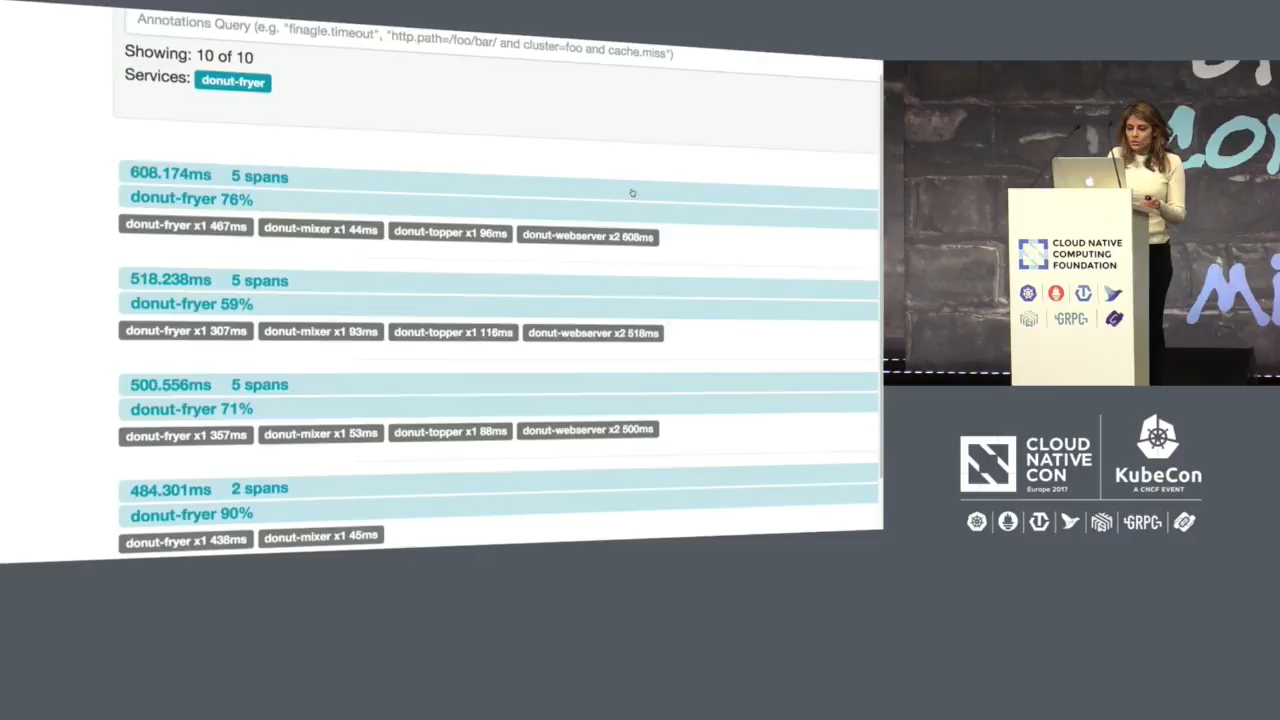 Annotations Query (e.g. "finagle.timeout", "http.path=/foo/bar/ and cluster=foo and cache.miss")
Showing: 10 of 10
Services: donut-fryer
608.174ms 5 spans
donut-fryer 76%
donut-fryer x1 467ms donut-mixer x1 44ms donut-topper x1 96ms donut-webserver x2 608ms
518.238ms 5 spans
donut-fryer 59%
donut-fryer x1 307ms donut-mixer x1 93ms donut-topper x1 116ms donut-webserver x2 518ms
500.556ms 5 spans
donut-fryer 71%
donut-fryer x1 357ms donut-mixer x1 53ms donut-topper x1 88ms donut-webserver x2 500ms
484.301ms 2 spans
donut-fryer 90%
donut-fryer x1 438ms donut-mixer x1 45ms
CLOUD NATIVE
COMPUTING
FOUNDATION
GRPC
CLOUD
NATIVE
CON
Europe 2017
KubeCon
A CNCF EVENT
GRPC